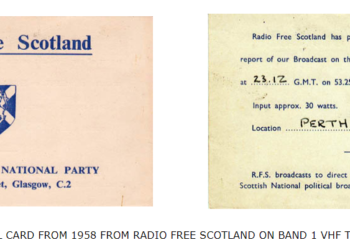 e Scotland
NATIONAL PARTY
et, Glasgow, C.2
Radio Free Scotland has p
report of our Broadcast on th
at 23.12 G.M.T. on 53.25
Input approx. 30 watts.
Location PERTH
R.F.S. broadcasts to direct
Scottish National political broa
L CARD FROM 1958 FROM RADIO FREE SCOTLAND ON BAND 1 VHF T